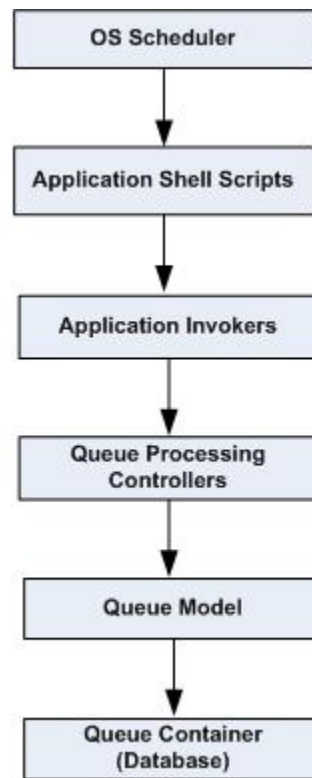 OS Scheduler
Application Shell Scripts
Application Invokers
Queue Processing
Controllers
Queue Model
Queue Container
(Database)